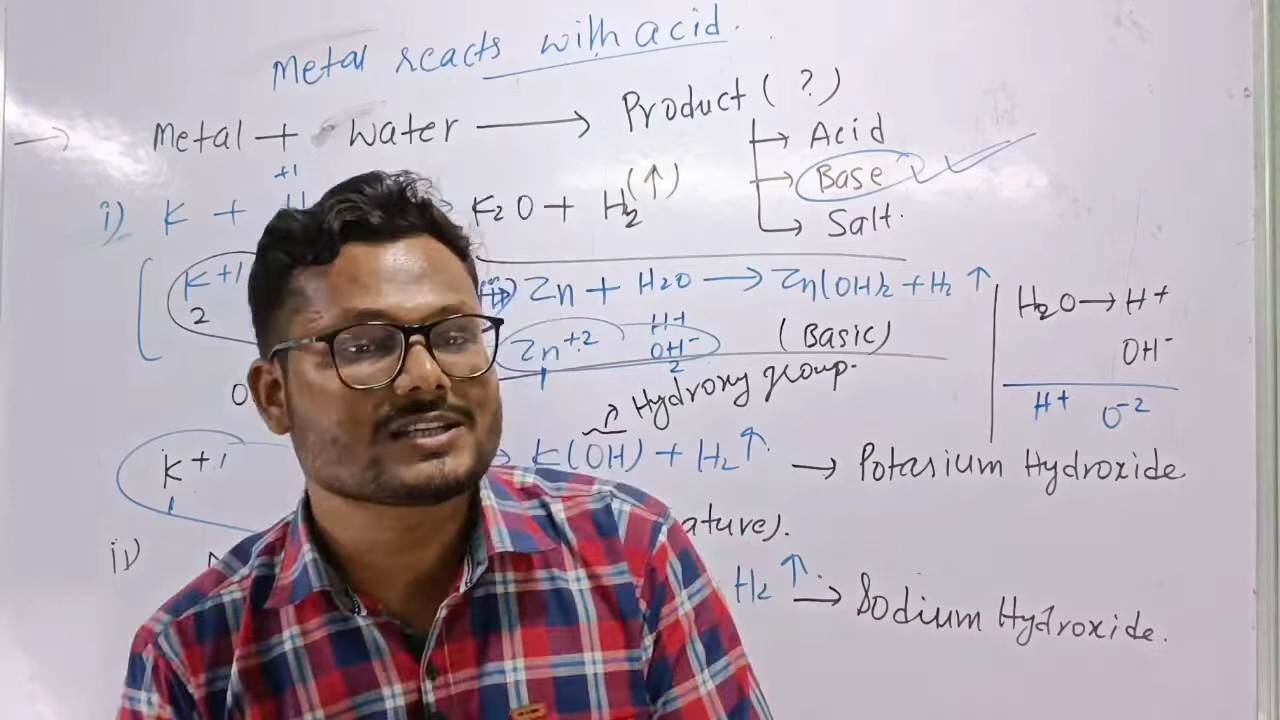 Metal reacts with acid.
→ Metal + Water → Product (?)
→ Acid
→ Base
→ Salt.
+1
i) K + K2O + H2 (↑)
K+1
2
Zn + H2O → Zn(OH)2 + H2 ↑
Zn+2 H+
OH-
2
(Basic)
H2O → H+
OH-
H+ O-2
Hydroxy group.
K+1
1
→ K(OH) + H2 ↑ → Potasium Hydroxide
ature).
ii)
H2 ↑ → Sodium Hydroxide.